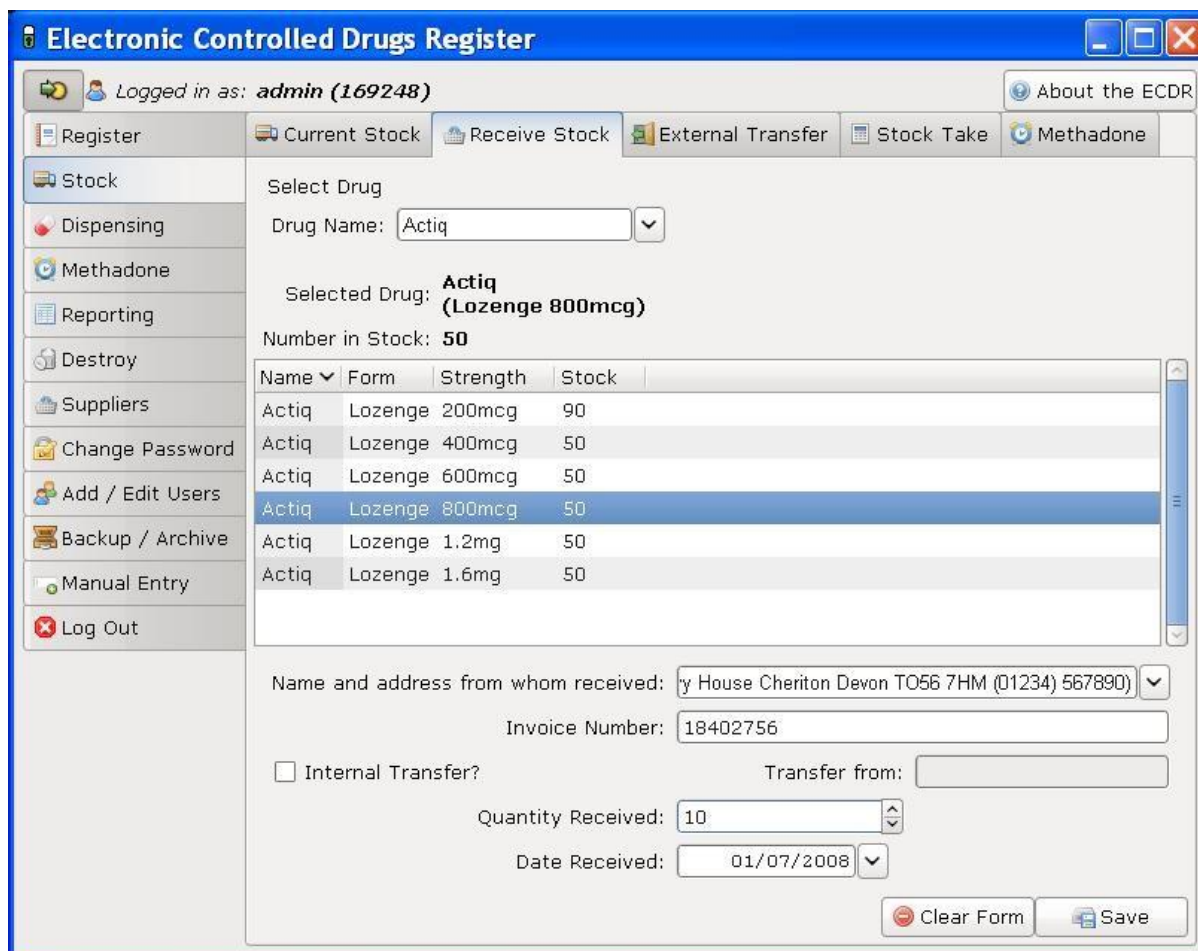 Electronic Controlled Drugs Register
Logged in as: admin (169248)
About the ECDR
Register
Stock
Dispensing
Methadone
Reporting
Destroy
Suppliers
Change Password
Add / Edit Users
Backup / Archive
Manual Entry
Log Out
Current Stock Receive Stock External Transfer Stock Take Methadone
Select Drug
Drug Name: Actiq
Selected Drug: Actiq
(Lozenge 800mcg)
Number in Stock: 50
Name Form Strength Stock
Actiq Lozenge 200mcg 90
Actiq Lozenge 400mcg 50
Actiq Lozenge 600mcg 50
Actiq Lozenge 800mcg 50
Actiq Lozenge 1.2mg 50
Actiq Lozenge 1.6mg 50
Name and address from whom received: y House Cheriton Devon TO56 7HM (01234) 567890)
Invoice Number: 18402756
Internal Transfer? Transfer from:
Quantity Received: 10
Date Received: 01/07/2008
Clear Form Save